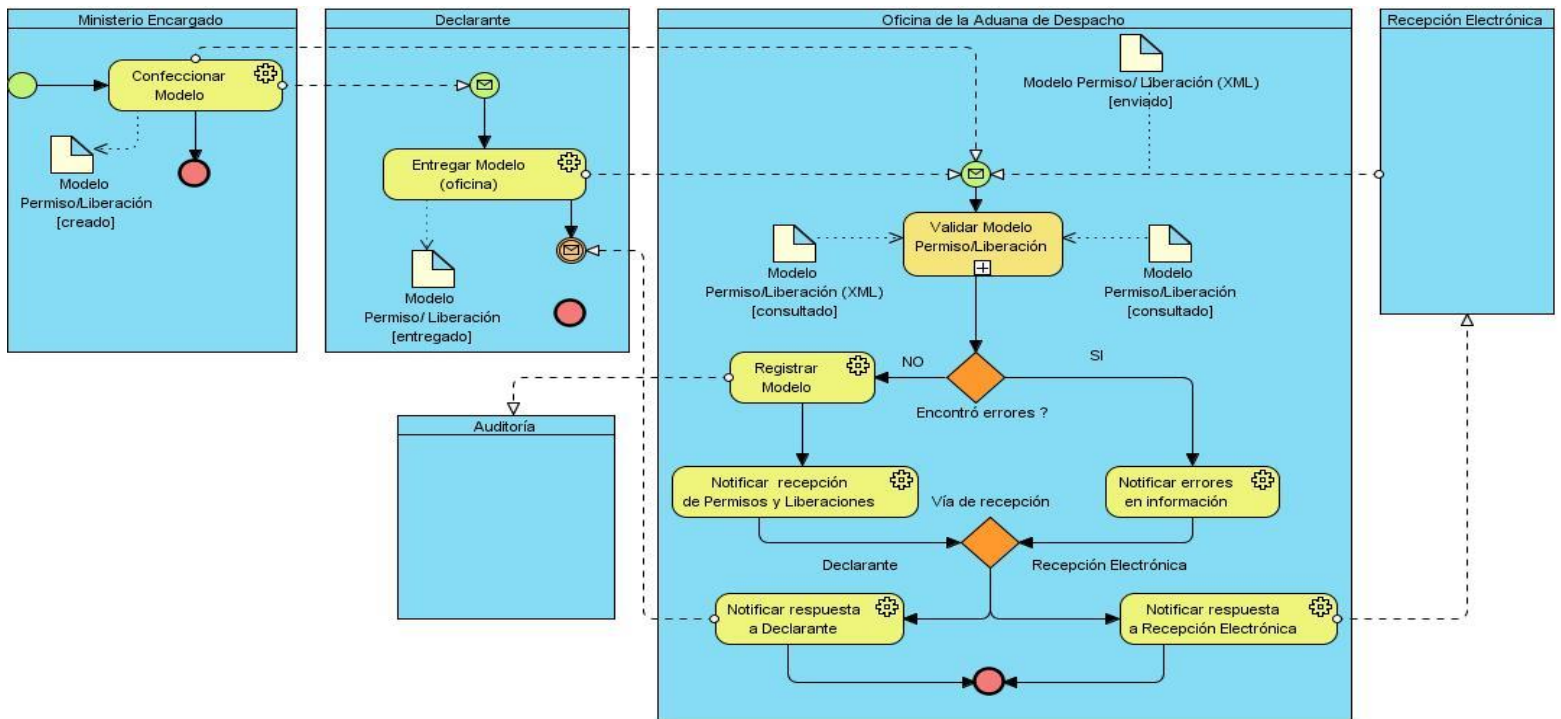 Ministerio Encargado
Confeccionar
Modelo
Modelo
Permiso/Liberación
[creado]
Declarante
Entregar Modelo
(oficina)
Modelo
Permiso/ Liberación
[entregado]
Oficina de la Aduana de Despacho
Modelo Permiso/ Liberación (XML)
[enviado]
Validar Modelo
Permiso/Liberación
Modelo
Permiso/Liberación (XML)
[consultado]
Modelo
Permiso/Liberación
[consultado]
NO
SI
Encontró errores ?
Registrar
Modelo
Notificar recepción
de Permisos y Liberaciones
Notificar errores
en información
Vía de recepción
Declarante
Recepción Electrónica
Notificar respuesta
a Declarante
Notificar respuesta
a Recepción Electrónica
Recepción Electrónica
Auditoría